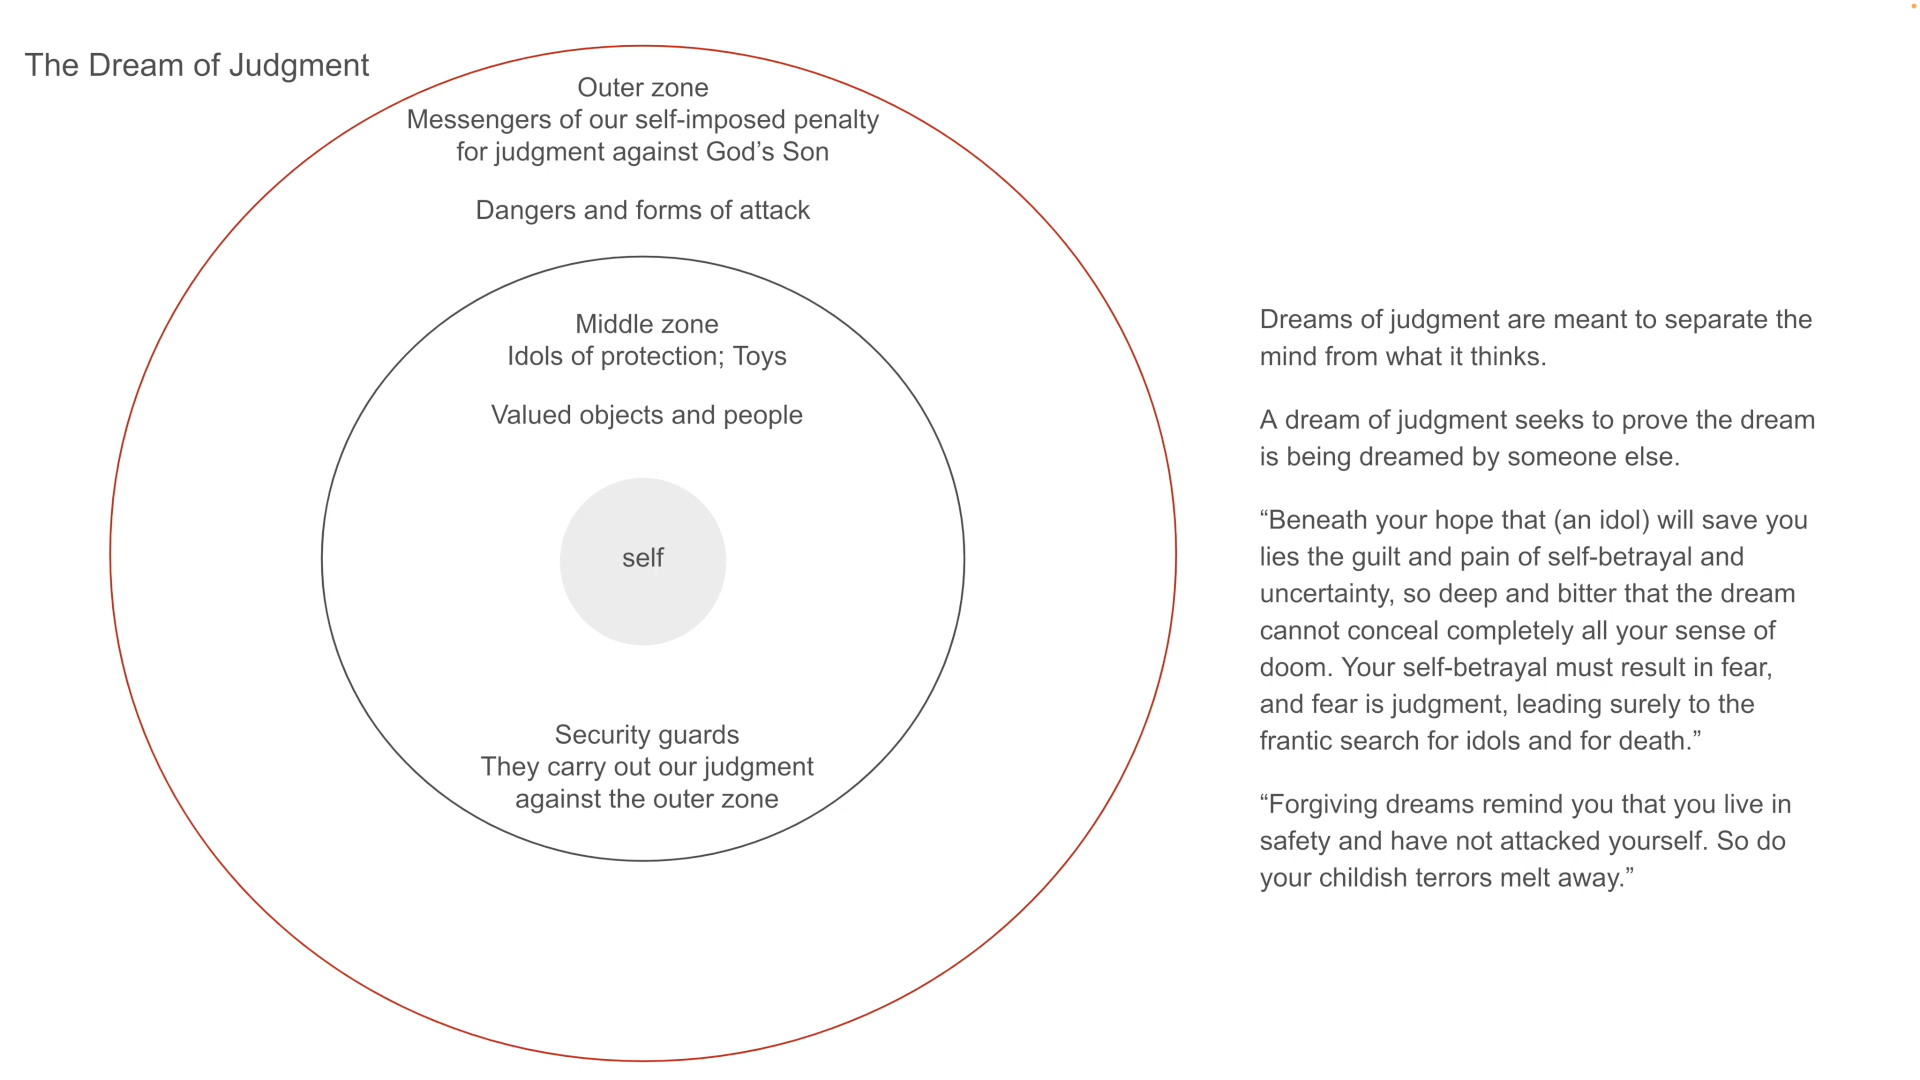 The Dream of Judgment
Outer zone
Messengers of our self-imposed penalty
for judgment against God’s Son
Dangers and forms of attack
Middle zone
Idols of protection; Toys
Valued objects and people
self
Security guards
They carry out our judgment
against the outer zone
Dreams of judgment are meant to separate the
mind from what it thinks.
A dream of judgment seeks to prove the dream
is being dreamed by someone else.
“Beneath your hope that (an idol) will save you
lies the guilt and pain of self-betrayal and
uncertainty, so deep and bitter that the dream
cannot conceal completely all your sense of
doom. Your self-betrayal must result in fear,
and fear is judgment, leading surely to the
frantic search for idols and for death.”
“Forgiving dreams remind you that you live in
safety and have not attacked yourself. So do
your childish terrors melt away.”